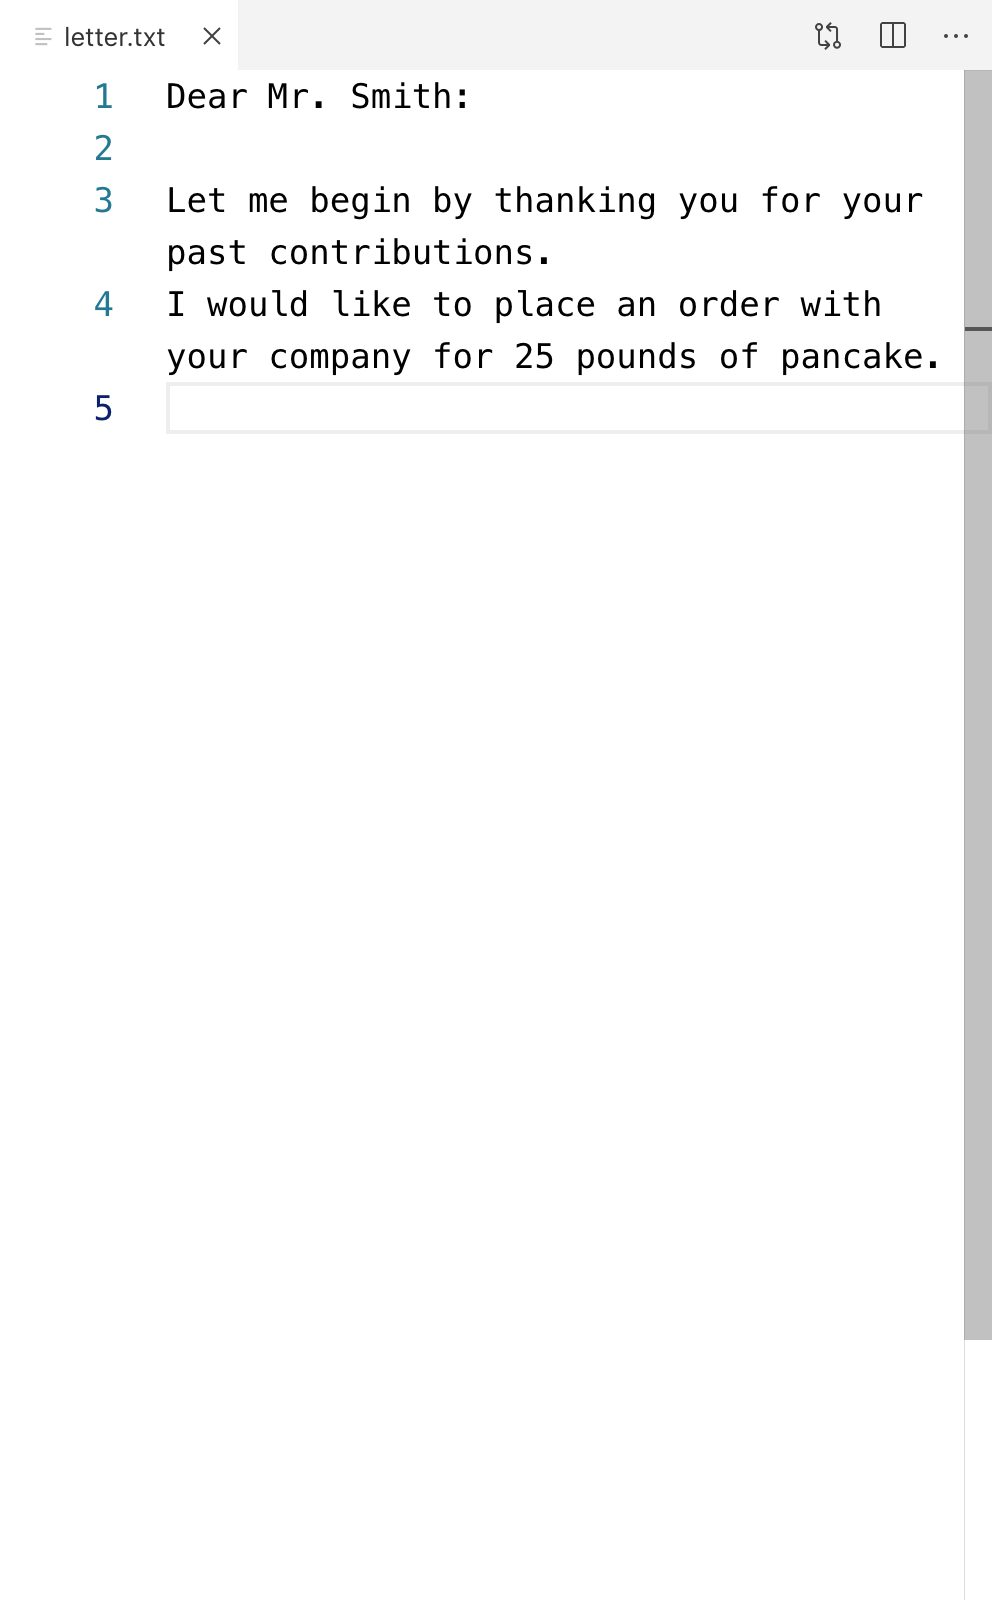 letter.txt
1 Dear Mr. Smith:
2
3 Let me begin by thanking you for your
past contributions.
4 I would like to place an order with
your company for 25 pounds of pancake.
5